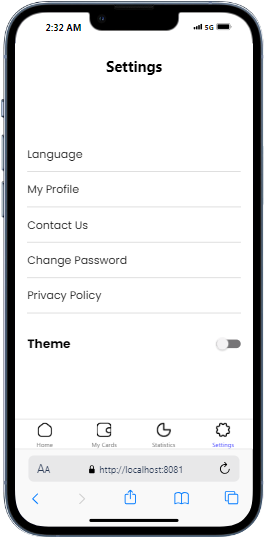 2:32 AM 5G
Settings
Language
My Profile
Contact Us
Change Password
Privacy Policy
Theme
Home My Cards Statistics Settings
AA http://localhost:8081